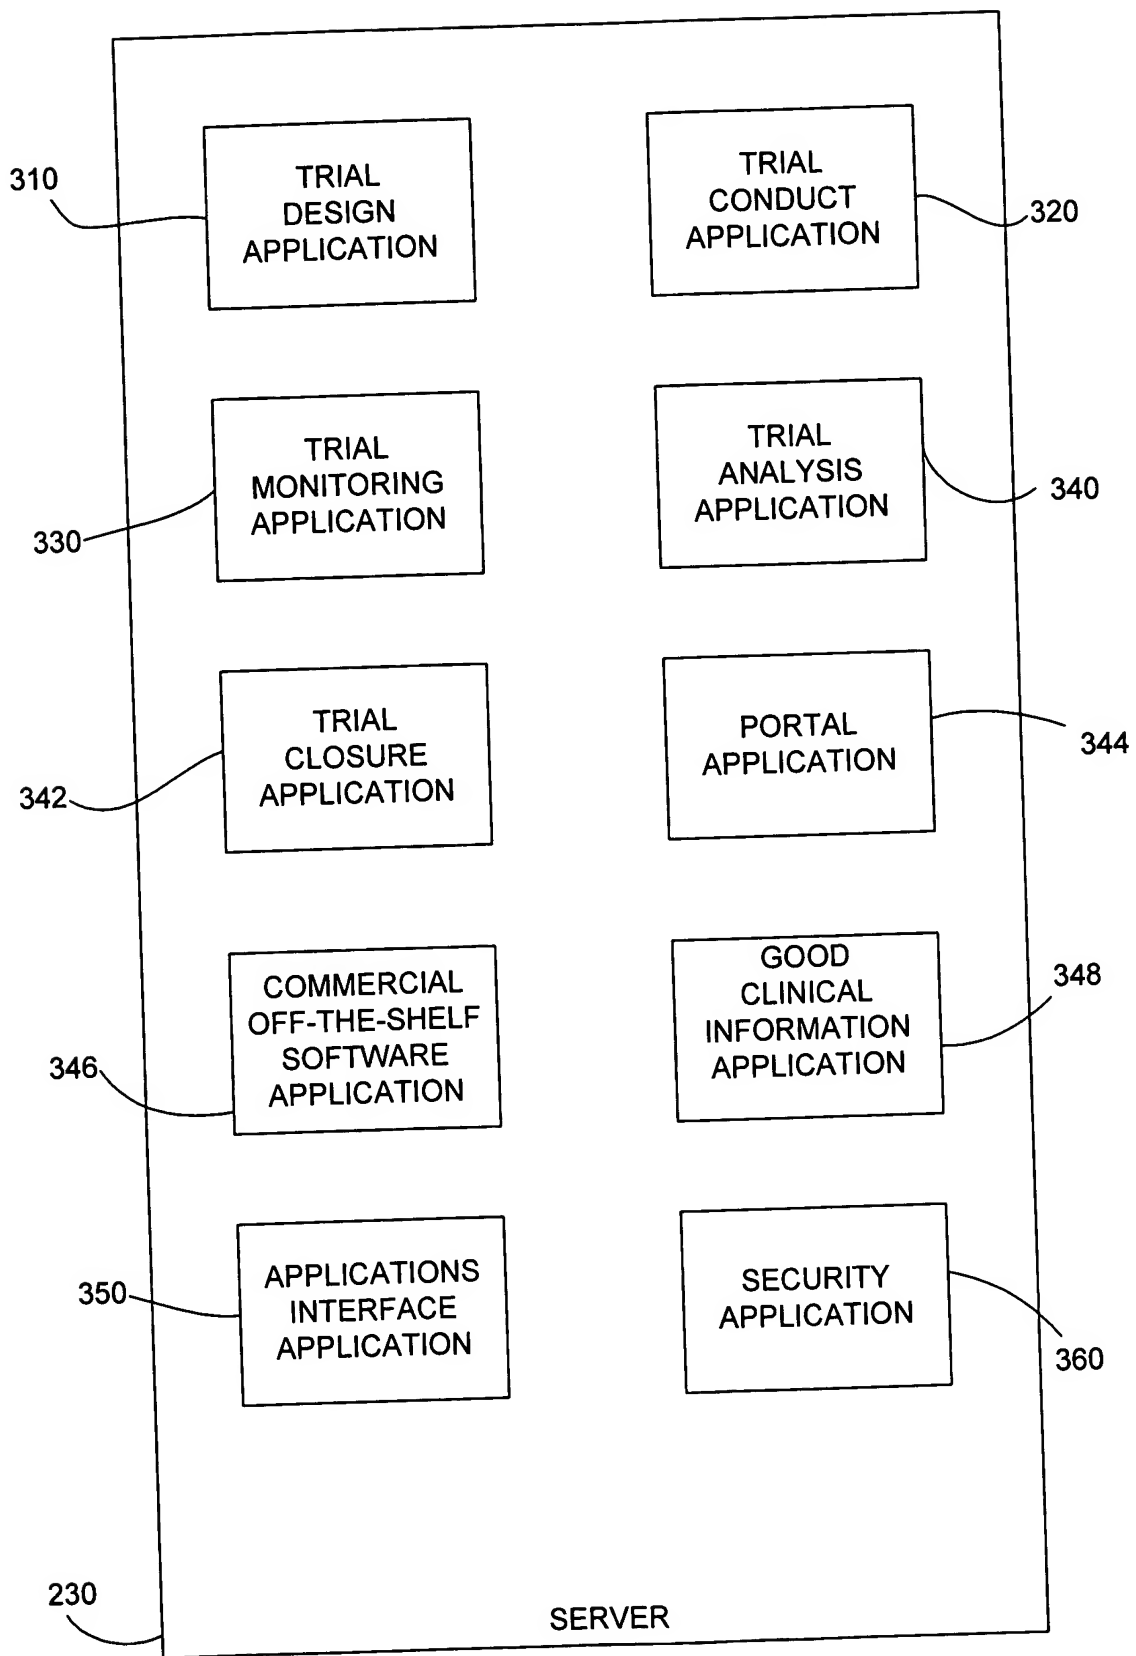 310
TRIAL
DESIGN
APPLICATION
TRIAL
CONDUCT
APPLICATION
320
TRIAL
MONITORING
APPLICATION
330
TRIAL
ANALYSIS
APPLICATION
340
TRIAL
CLOSURE
APPLICATION
342
PORTAL
APPLICATION
344
COMMERCIAL
OFF-THE-SHELF
SOFTWARE
APPLICATION
346
GOOD
CLINICAL
INFORMATION
APPLICATION
348
350
APPLICATIONS
INTERFACE
APPLICATION
SECURITY
APPLICATION
360
230
SERVER